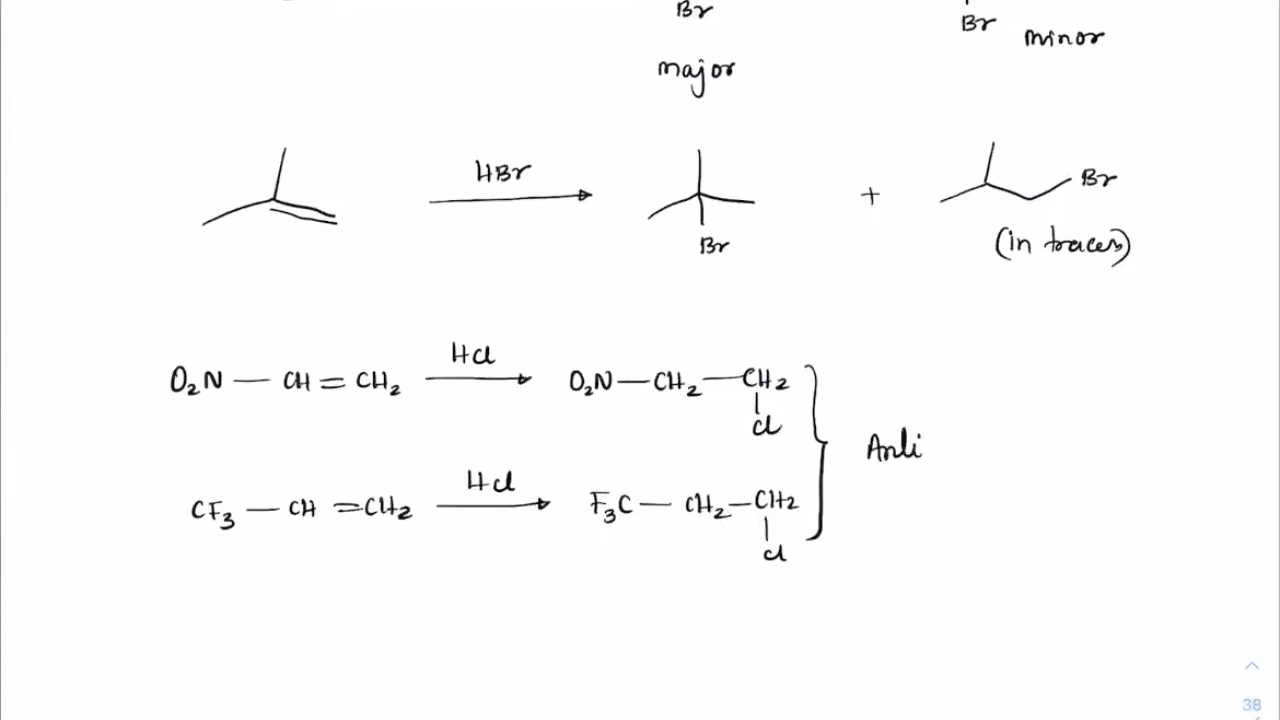 Br
Br
minor
major
HBr
+
Br
Br
(in traces)
O₂N — CH = CH₂ HCl O₂N — CH₂ — CH₂
Cl
Anti
CF₃ — CH = CH₂ HCl F₃C — CH₂ — CH₂
Cl
38